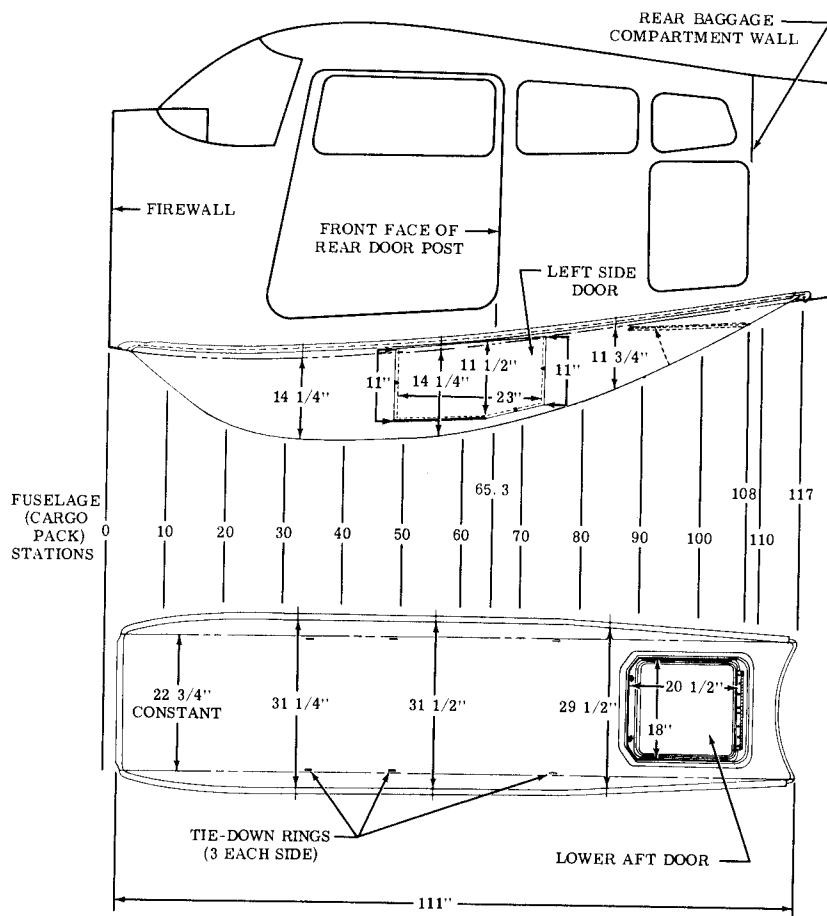 REAR BAGGAGE
COMPARTMENT WALL
FIREWALL
FRONT FACE OF
REAR DOOR POST
LEFT SIDE
DOOR
14 1/4"
11"
14 1/4"
11 1/2"
23"
11"
11 3/4"
FUSELAGE
(CARGO
PACK)
STATIONS
0
10
20
30
40
50
60
65.3
70
80
90
100
108
110
117
22 3/4"
CONSTANT
31 1/4"
31 1/2"
29 1/2"
20 1/2"
18"
TIE-DOWN RINGS
(3 EACH SIDE)
LOWER AFT DOOR
111"